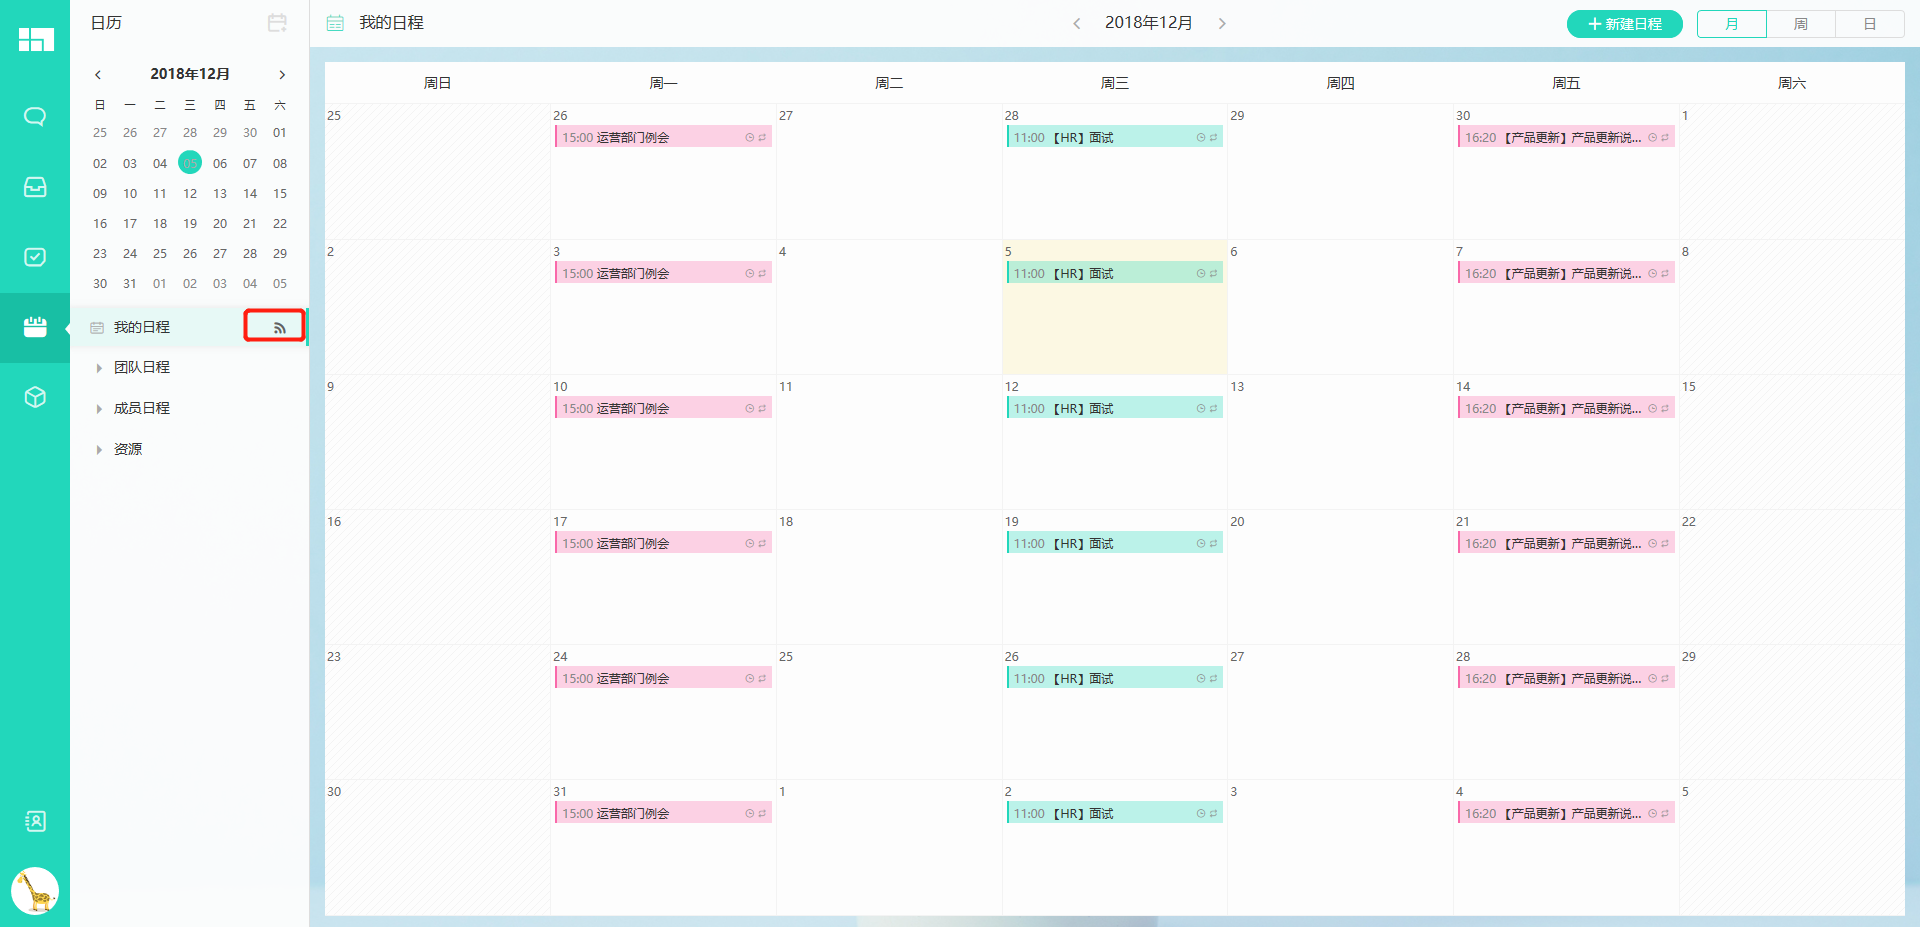 日历
我的日程
2018年12月
新建日程
月 周 日
2018年12月
日 一 二 三 四 五 六
25 26 27 28 29 30 01
02 03 04 05 06 07 08
09 10 11 12 13 14 15
16 17 18 19 20 21 22
23 24 25 26 27 28 29
30 31 01 02 03 04 05
我的日程
团队日程
成员日程
资源
周日 周一 周二 周三 周四 周五 周六
25 26 27 28 29 30 1
15:00 运营部门例会 11:00 【HR】面试 16:20 【产品更新】产品更新说...
2 3 4 5 6 7 8
15:00 运营部门例会 11:00 【HR】面试 16:20 【产品更新】产品更新说...
9 10 11 12 13 14 15
15:00 运营部门例会 11:00 【HR】面试 16:20 【产品更新】产品更新说...
16 17 18 19 20 21 22
15:00 运营部门例会 11:00 【HR】面试 16:20 【产品更新】产品更新说...
23 24 25 26 27 28 29
15:00 运营部门例会 11:00 【HR】面试 16:20 【产品更新】产品更新说...
30 31 1 2 3 4 5
15:00 运营部门例会 11:00 【HR】面试 16:20 【产品更新】产品更新说...